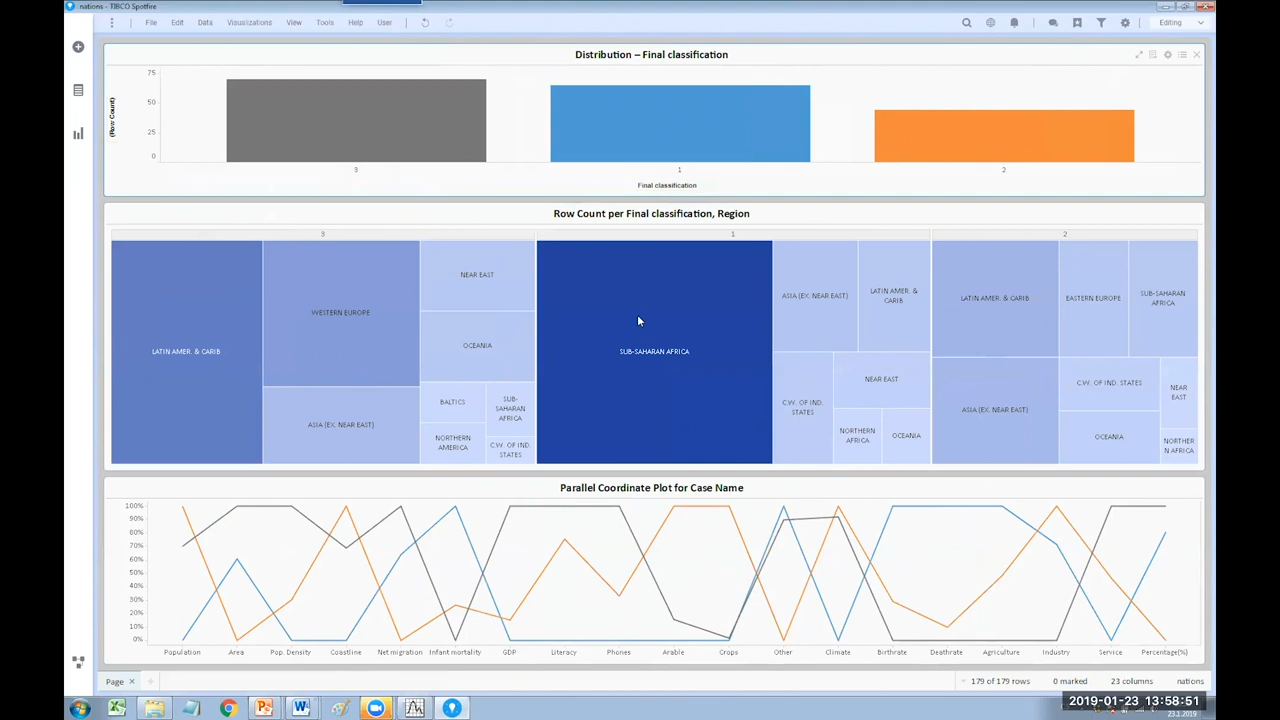 nations - TIBCO Spotfire
File Edit Data Visualizations View Tools Help User Editing
Distribution – Final classification
(Row Count)
75
50
25
0
3 1 2
Final classification
Row Count per Final classification, Region
3 1 2
LATIN AMER. & CARIB
WESTERN EUROPE
ASIA (EX. NEAR EAST)
NEAR EAST
OCEANIA
BALTICS
SUB-
SAHARAN
AFRICA
NORTHERN
AMERICA
C.W. OF IND.
STATES
SUB-SAHARAN AFRICA
ASIA (EX. NEAR EAST)
LATIN AMER. &
CARIB
C.W. OF IND.
STATES
NEAR EAST
NORTHERN
AFRICA
OCEANIA
LATIN AMER. & CARIB
EASTERN EUROPE
SUB-SAHARAN
AFRICA
ASIA (EX. NEAR EAST)
C.W. OF IND. STATES
OCEANIA
NEAR
EAST
NORTHER
N AFRICA
Parallel Coordinate Plot for Case Name
100%
90%
80%
70%
60%
50%
40%
30%
20%
10%
0%
Population Area Pop. Density Coastline Net migration Infant mortality GDP Literacy Phones Arable Crops Other Climate Birthrate Deathrate Agriculture Industry Service Percentage(%)
Page 179 of 179 rows 0 marked 23 columns nations
2019-01-23 13:58:51
23.1.2019